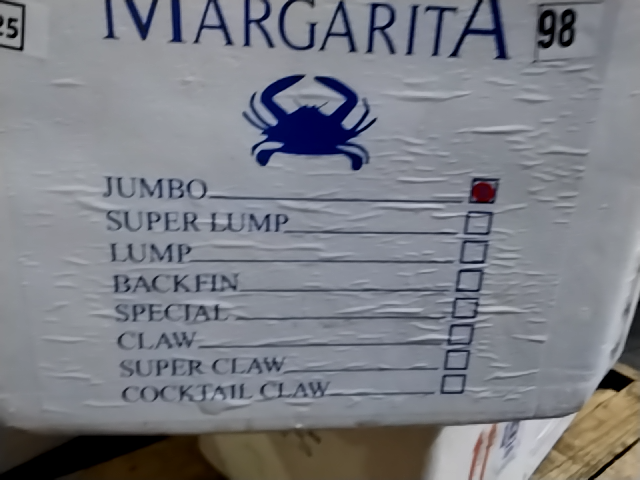 25
MARGARITA
98
JUMBO
SUPER LUMP
LUMP
BACKFIN
SPECIAL
CLAW
SUPER CLAW
COCKTAIL CLAW